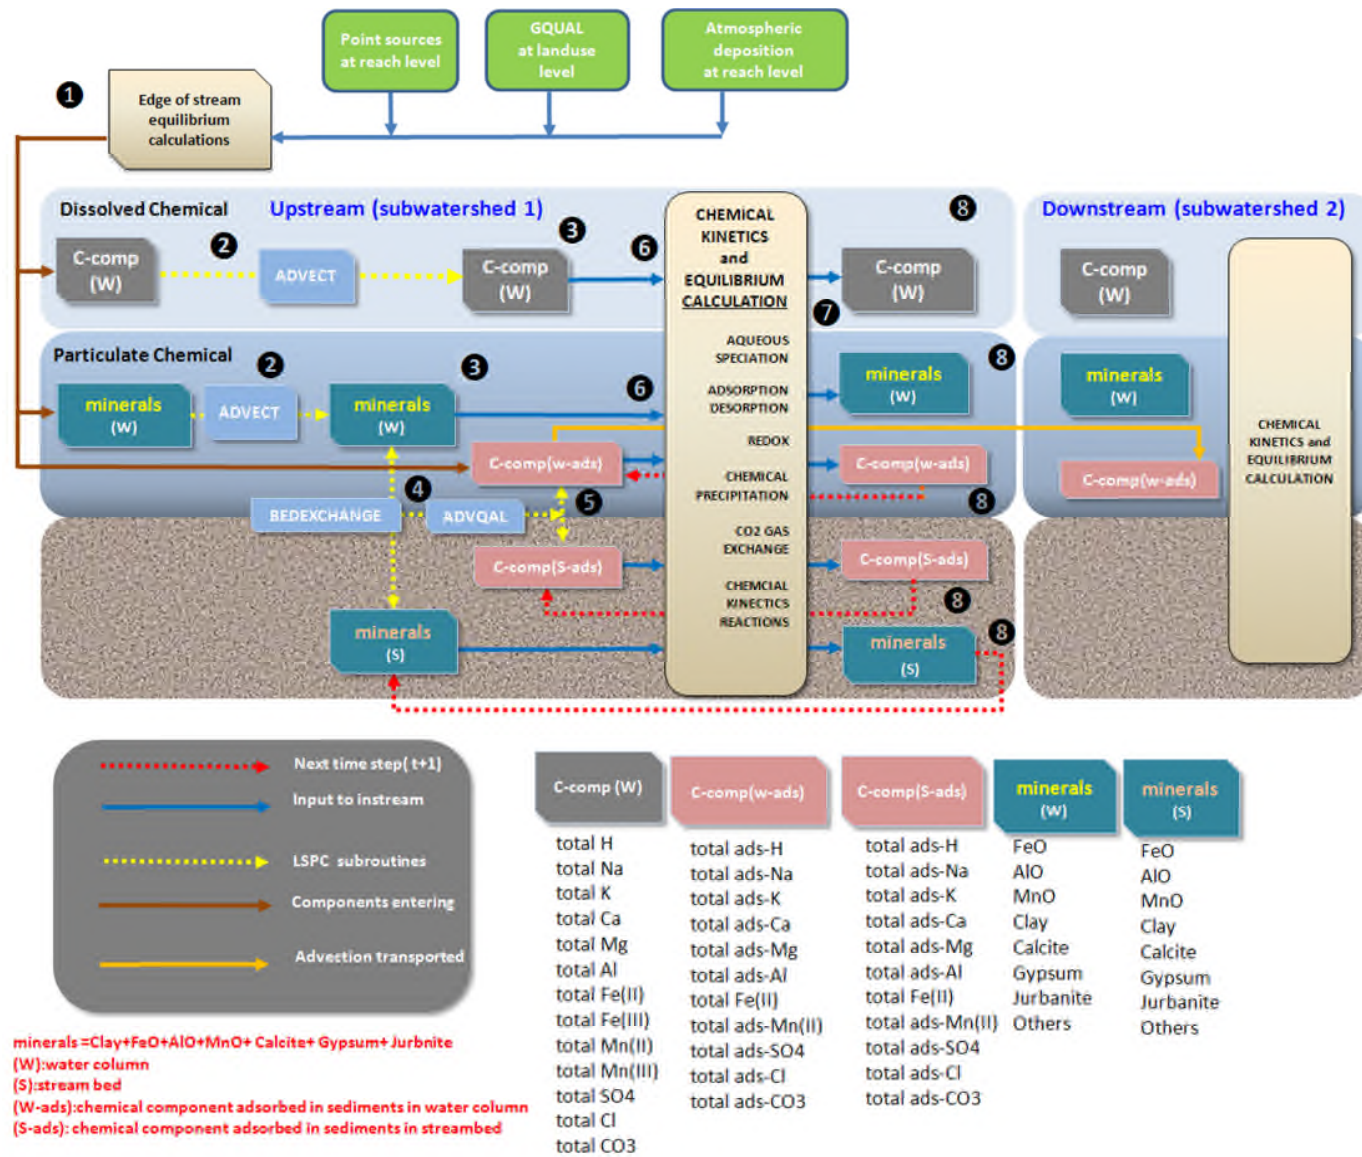 Point sources
at reach level
GQUAL
at landuse
level
Atmospheric
deposition
at reach level
1
Edge of stream
equilibrium
calculations
Dissolved Chemical
Upstream (subwatershed 1)
8
Downstream (subwatershed 2)
C-comp
(W)
2
ADVECT
C-comp
(W)
3
6
CHEMICAL
KINETICS
and
EQUILIBRIUM
CALCULATION
AQUEOUS
SPECIATION
ADSORPTION
DESORPTION
REDOX
CHEMICAL
PRECIPITATION
CO2 GAS
EXCHANGE
CHEMCIAL
KINECTICS
REACTIONS
C-comp
(W)
7
C-comp
(W)
Particulate Chemical
minerals
(W)
2
ADVECT
minerals
(W)
3
6
minerals
(W)
8
minerals
(W)
C-comp(w-ads)
C-comp(w-ads)
8
C-comp(w-ads)
CHEMICAL
KINETICS and
EQUILIBRIUM
CALCULATION
BEDEXCHANGE
4
ADVQAL
5
C-comp(S-ads)
C-comp(S-ads)
8
minerals
(S)
minerals
(S)
8
Next time step( t+1)
Input to instream
LSPC subroutines
Components entering
Advection transported
C-comp (W)
total H
total Na
total K
total Ca
total Mg
total Al
total Fe(II)
total Fe(III)
total Mn(II)
total Mn(III)
total SO4
total Cl
total CO3
C-comp(w-ads)
total ads-H
total ads-Na
total ads-K
total ads-Ca
total ads-Mg
total ads-Al
total Fe(II)
total ads-Mn(II)
total ads-SO4
total ads-Cl
total ads-CO3
C-comp(S-ads)
total ads-H
total ads-Na
total ads-K
total ads-Ca
total ads-Mg
total ads-Al
total Fe(II)
total ads-Mn(II)
total ads-SO4
total ads-Cl
total ads-CO3
minerals
(W)
FeO
AlO
MnO
Clay
Calcite
Gypsum
Jurbanite
Others
minerals
(S)
FeO
AlO
MnO
Clay
Calcite
Gypsum
Jurbanite
Others
minerals =Clay+FeO+AlO+MnO+ Calcite+ Gypsum+ Jurbnite
(W):water column
(S):stream bed
(W-ads):chemical component adsorbed in sediments in water column
(S-ads): chemical component adsorbed in sediments in streambed